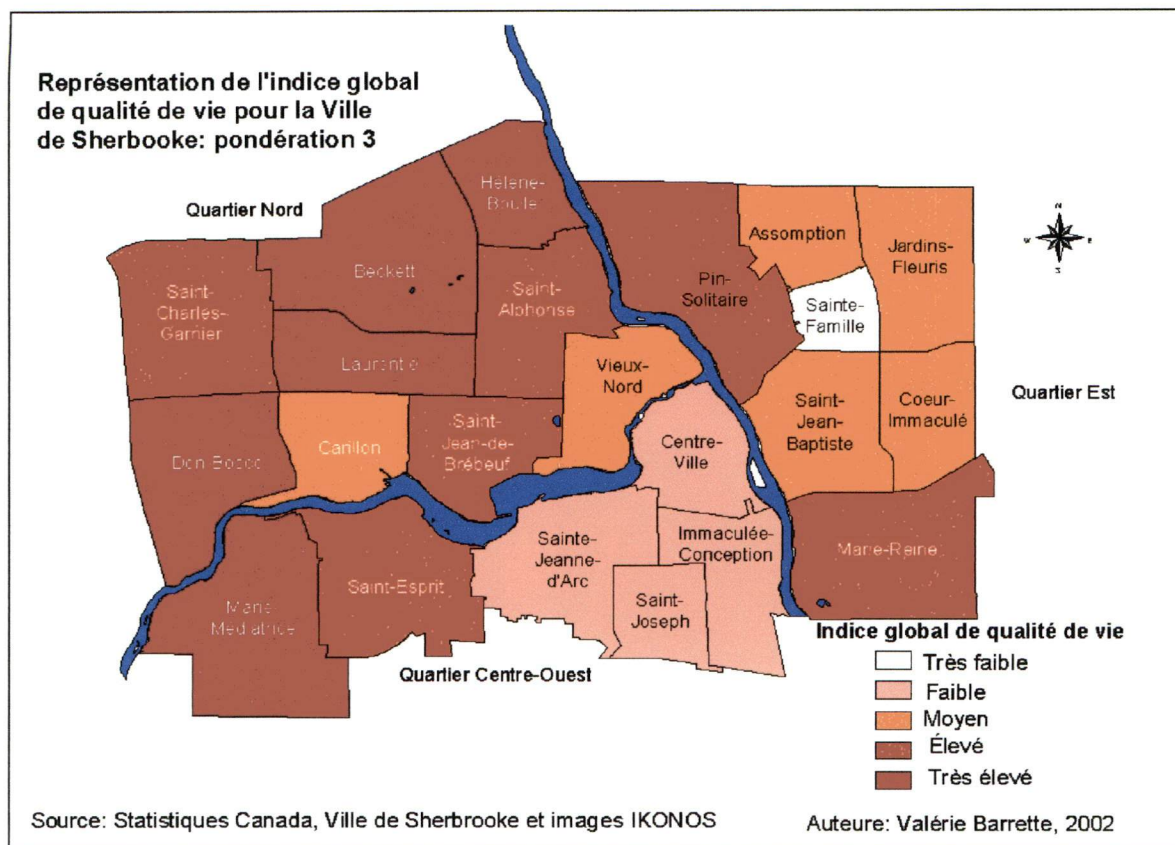 Représentation de l'indice global
de qualité de vie pour la Ville
de Sherbooke: pondération 3
Quartier Nord
Hélène-
Boullé
Beckett
Saint-
Charles-
Garnier
Saint-
Alphonse
Laurentie
Pin-
Solitaire
Assomption
Jardins-
Fleuris
Sainte-
Famille
N
W
E
S
Vieux-
Nord
Quartier Est
Saint-
Jean-
Baptiste
Coeur-
Immaculé
Don Bosco
Carillon
Saint-
Jean-de-
Brébeuf
Centre-
Ville
Sainte-
Jeanne-
d'Arc
Immaculée-
Conception
Marie-Reine
Saint-Esprit
Marie
Médiatrice
Saint-
Joseph
Quartier Centre-Ouest
Indice global de qualité de vie
Très faible
Faible
Moyen
Élevé
Très élevé
Source: Statistiques Canada, Ville de Sherbrooke et images IKONOS
Auteure: Valérie Barrette, 2002